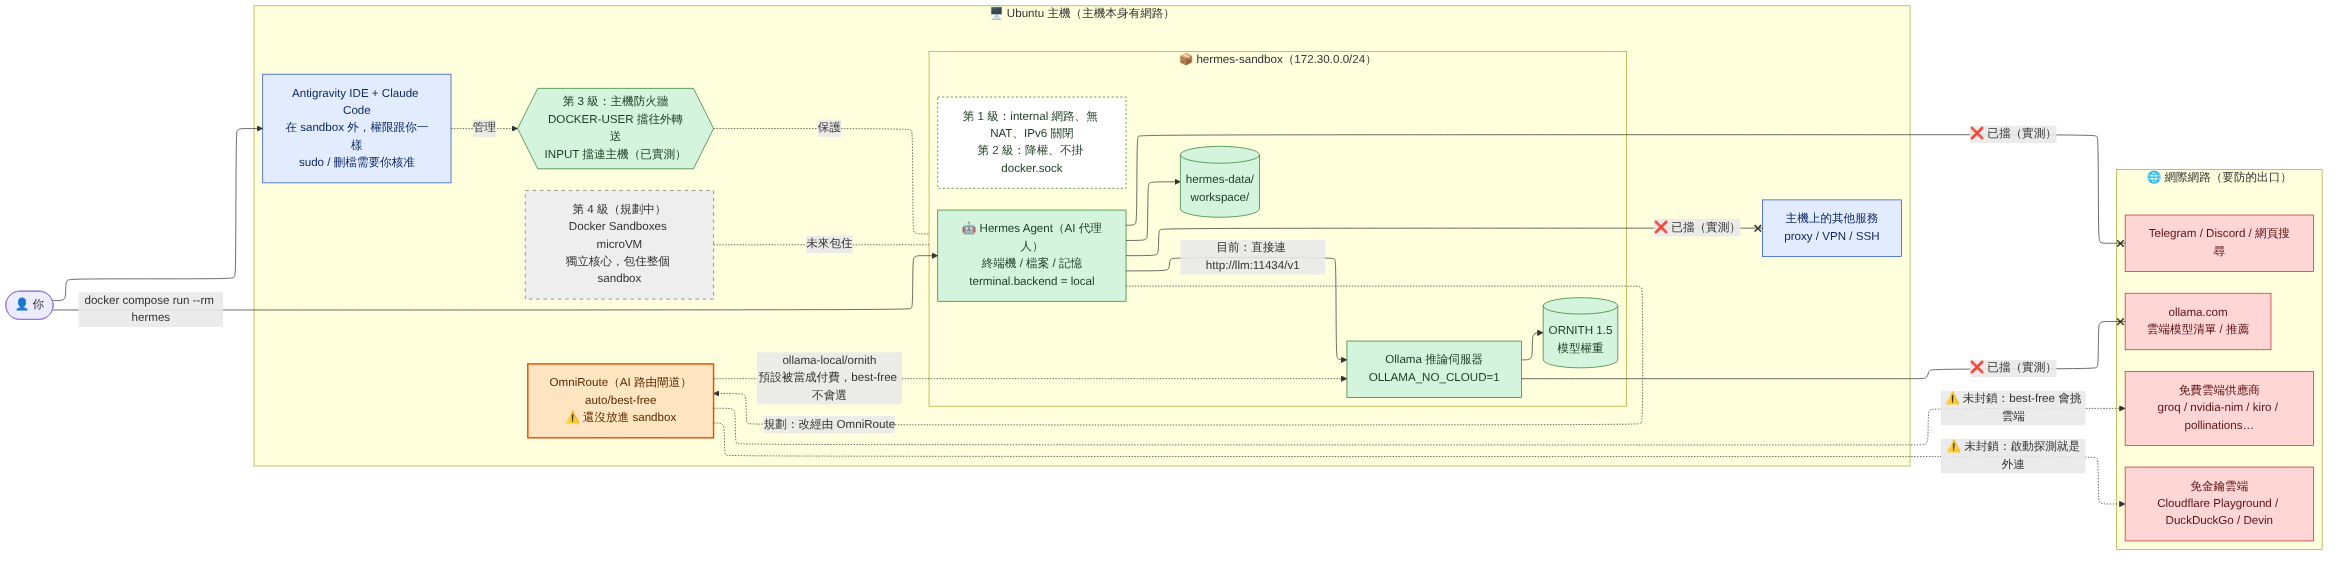 🖥️ Ubuntu 主機（主機本身有網路）
📦 hermes-sandbox（172.30.0.0/24）
Antigravity IDE + Claude
Code
在 sandbox 外，權限跟你一
樣
sudo / 刪檔需要你核准
管理
第 3 級：主機防火牆
DOCKER-USER 擋往外轉
送
INPUT 擋連主機（已實測）
保護
第 4 級（規劃中）
Docker Sandboxes
microVM
獨立核心，包住整個
sandbox
未來包住
第 1 級：internal 網路、無
NAT、IPv6 關閉
第 2 級：降權、不掛
docker.sock
hermes-data/
workspace/
🤖 Hermes Agent（AI 代理
人）
終端機 / 檔案 / 記憶
terminal.backend = local
目前：直接連
http://llm:11434/v1
👤 你
docker compose run --rm
hermes
OmniRoute（AI 路由閘道）
auto/best-free
⚠️ 還沒放進 sandbox
ollama-local/ornith
預設被當成付費，best-free
不會選
規劃：改經由 OmniRoute
Ollama 推論伺服器
OLLAMA_NO_CLOUD=1
ORNITH 1.5
模型權重
❌ 已擋（實測）
主機上的其他服務
proxy / VPN / SSH
❌ 已擋（實測）
❌ 已擋（實測）
⚠️ 未封鎖：best-free 會挑
雲端
⚠️ 未封鎖：啟動探測就是
外連
🌐 網際網路（要防的出口）
Telegram / Discord / 網頁搜
尋
ollama.com
雲端模型清單 / 推薦
免費雲端供應商
groq / nvidia-nim / kiro /
pollinations…
免金鑰雲端
Cloudflare Playground /
DuckDuckGo / Devin